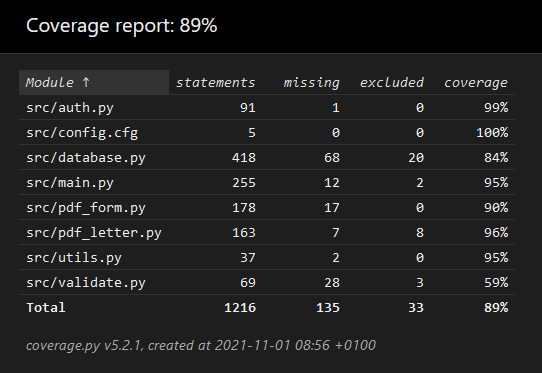 Coverage report: 89%
Module ↑ statements missing excluded coverage
src/auth.py 91 1 0 99%
src/config.cfg 5 0 0 100%
src/database.py 418 68 20 84%
src/main.py 255 12 2 95%
src/pdf_form.py 178 17 0 90%
src/pdf_letter.py 163 7 8 96%
src/utils.py 37 2 0 95%
src/validate.py 69 28 3 59%
Total 1216 135 33 89%
coverage.py v5.2.1, created at 2021-11-01 08:56 +0100